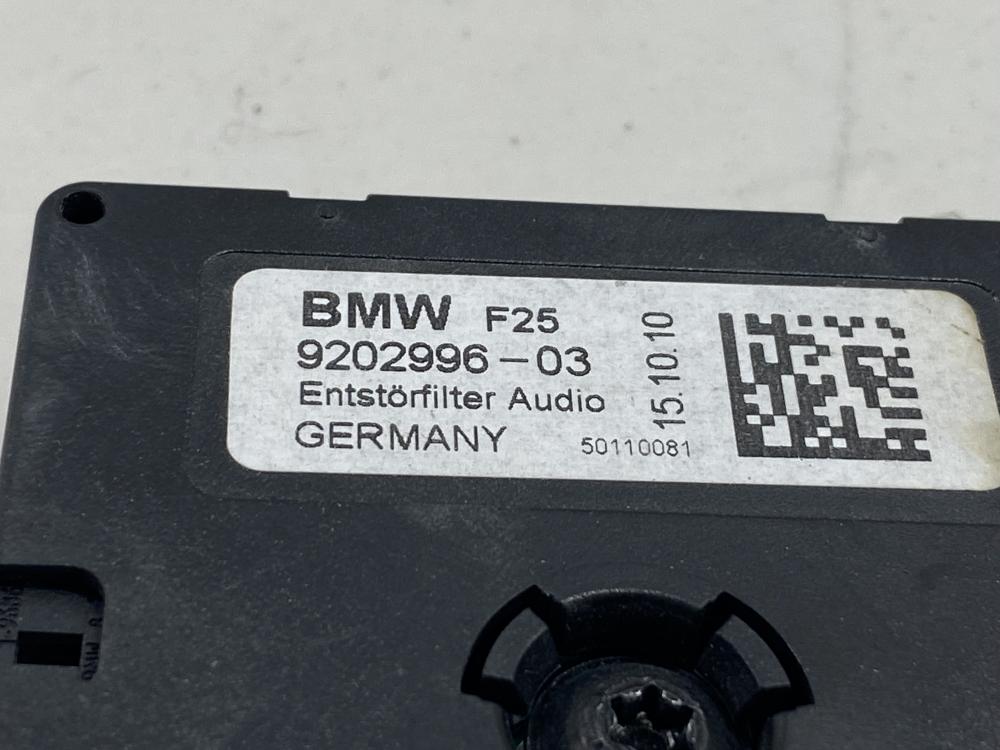 BMW F25
9202996-03
Entstörfilter Audio
GERMANY 50110081
15.10.10